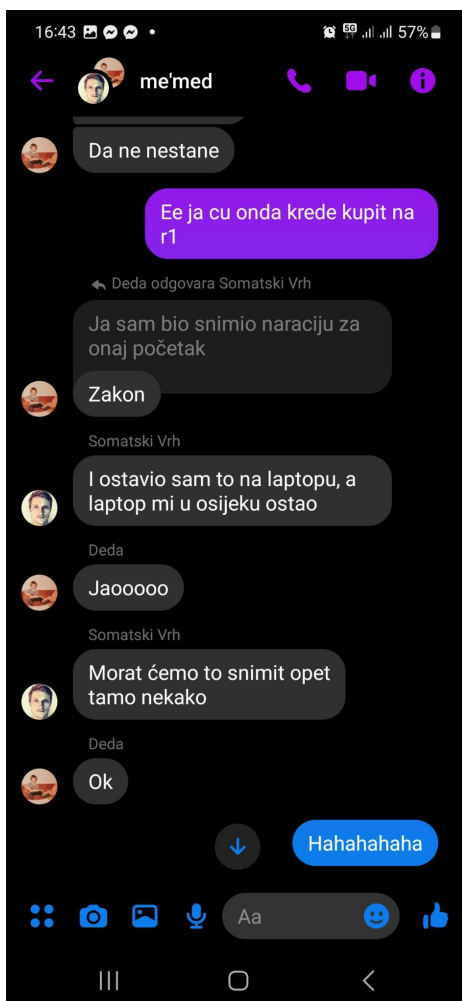 16:43
5G
57%
me'med
Da ne nestane
Ee ja cu onda krede kupit na
r1
Deda odgovara Somatski Vrh
Ja sam bio snimio naraciju za
onaj početak
Zakon
Somatski Vrh
I ostavio sam to na laptopu, a
laptop mi u osijeku ostao
Deda
Jaooooo
Somatski Vrh
Morat ćemo to snimit opet
tamo nekako
Deda
Ok
Hahahahaha
Aa